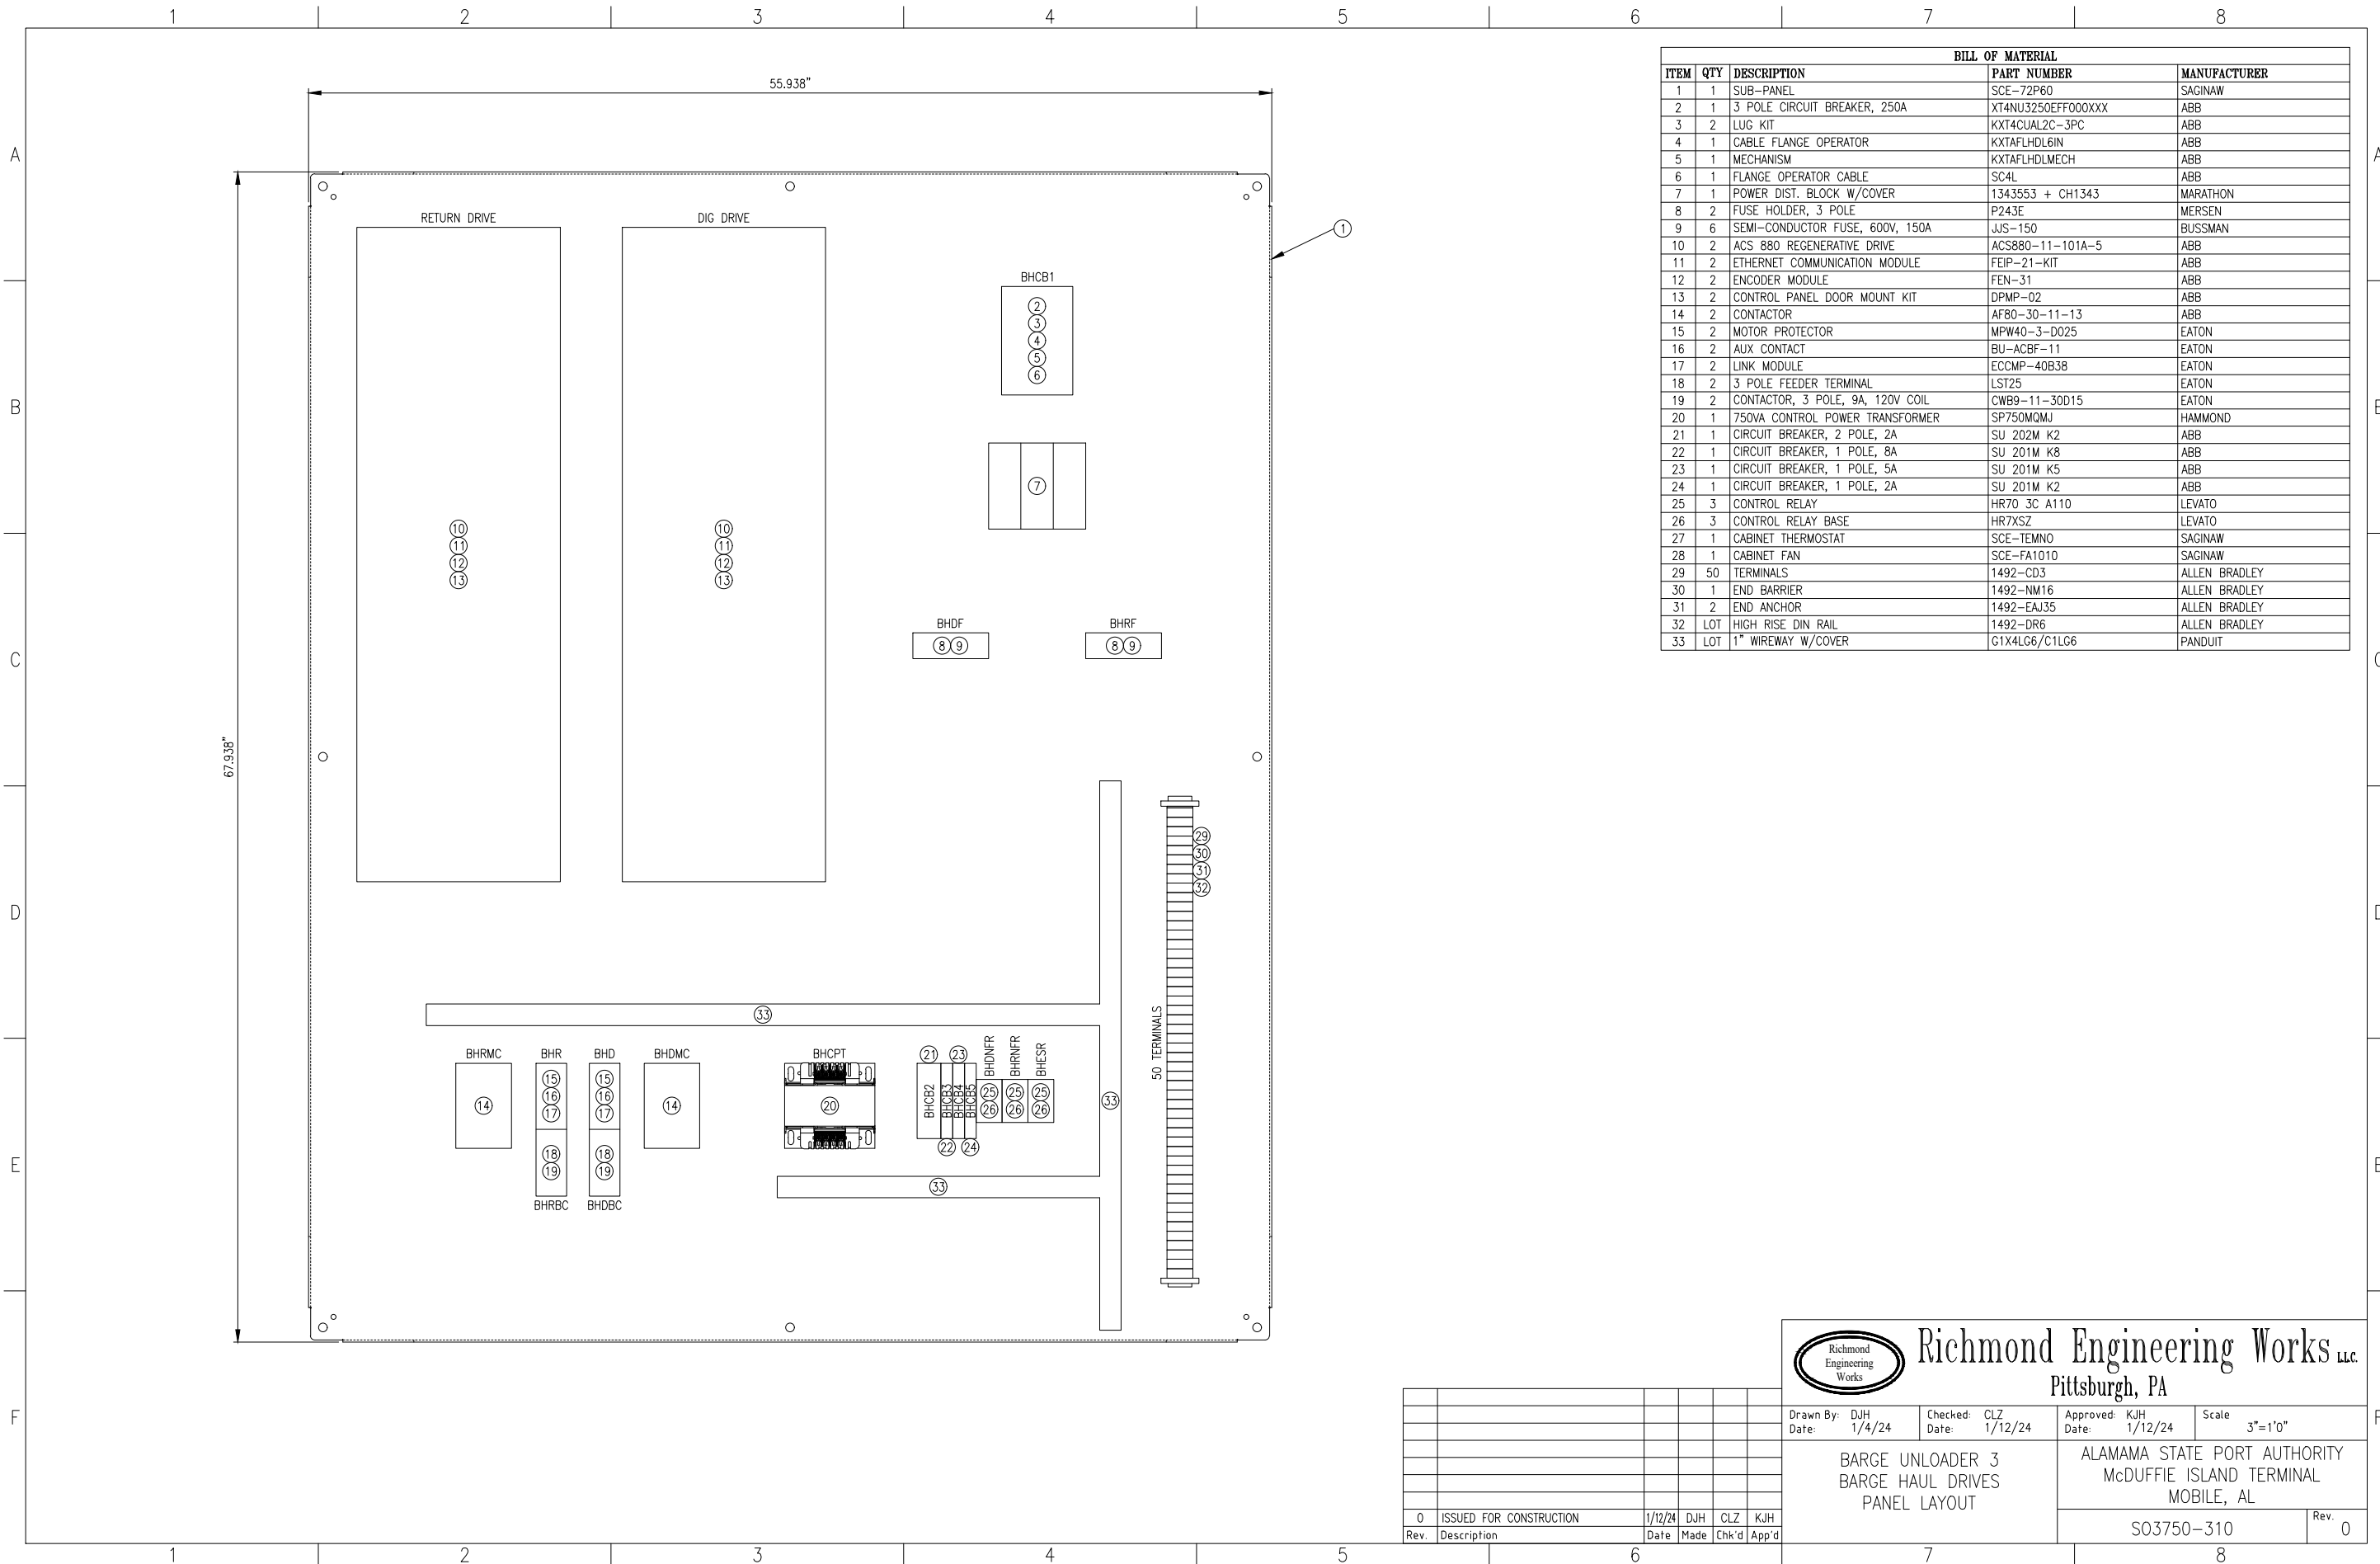 1 2 3 4 5 6 7 8
A
B
C
D
E
F
A
B
C
D
E
F
55.938"
67.938"
RETURN DRIVE
10
11
12
13
DIG DRIVE
10
11
12
13
1
BHCB1
2
3
4
5
6
7
BHDF
8 9
BHRF
8 9
29
30
31
32
50 TERMINALS
33
33
33
BHRMC
14
BHR
15
16
17
18
19
BHRBC
BHD
15
16
17
18
19
BHDBC
BHDMC
14
BHCPT
20
21
23
BHCB2
BHCB3
BHCB4
BHCB5
22
24
BHDNFR
25
26
BHRNFR
25
26
BHESR
25
26
BILL OF MATERIAL
ITEM QTY DESCRIPTION PART NUMBER MANUFACTURER
1 1 SUB-PANEL SCE-72P60 SAGINAW
2 1 3 POLE CIRCUIT BREAKER, 250A XT4NU3250EFF000XXX ABB
3 2 LUG KIT KXT4CUAL2C-3PC ABB
4 1 CABLE FLANGE OPERATOR KXTAFLHDL6IN ABB
5 1 MECHANISM KXTAFLHDLMECH ABB
6 1 FLANGE OPERATOR CABLE SC4L ABB
7 1 POWER DIST. BLOCK W/COVER 1343553 + CH1343 MARATHON
8 2 FUSE HOLDER, 3 POLE P243E MERSEN
9 6 SEMI-CONDUCTOR FUSE, 600V, 150A JJS-150 BUSSMAN
10 2 ACS 880 REGENERATIVE DRIVE ACS880-11-101A-5 ABB
11 2 ETHERNET COMMUNICATION MODULE FEIP-21-KIT ABB
12 2 ENCODER MODULE FEN-31 ABB
13 2 CONTROL PANEL DOOR MOUNT KIT DPMP-02 ABB
14 2 CONTACTOR AF80-30-11-13 ABB
15 2 MOTOR PROTECTOR MPW40-3-D025 EATON
16 2 AUX CONTACT BU-ACBF-11 EATON
17 2 LINK MODULE ECCMP-40B38 EATON
18 2 3 POLE FEEDER TERMINAL LST25 EATON
19 2 CONTACTOR, 3 POLE, 9A, 120V COIL CWB9-11-30D15 EATON
20 1 750VA CONTROL POWER TRANSFORMER SP750MQMJ HAMMOND
21 1 CIRCUIT BREAKER, 2 POLE, 2A SU 202M K2 ABB
22 1 CIRCUIT BREAKER, 1 POLE, 8A SU 201M K8 ABB
23 1 CIRCUIT BREAKER, 1 POLE, 5A SU 201M K5 ABB
24 1 CIRCUIT BREAKER, 1 POLE, 2A SU 201M K2 ABB
25 3 CONTROL RELAY HR70 3C A110 LEVATO
26 3 CONTROL RELAY BASE HR7XSZ LEVATO
27 1 CABINET THERMOSTAT SCE-TEMNO SAGINAW
28 1 CABINET FAN SCE-FA1010 SAGINAW
29 50 TERMINALS 1492-CD3 ALLEN BRADLEY
30 1 END BARRIER 1492-NM16 ALLEN BRADLEY
31 2 END ANCHOR 1492-EAJ35 ALLEN BRADLEY
32 LOT HIGH RISE DIN RAIL 1492-DR6 ALLEN BRADLEY
33 LOT 1" WIREWAY W/COVER G1X4LG6/C1LG6 PANDUIT
Richmond
Engineering
Works
Richmond Engineering Works L.L.C.
Pittsburgh, PA
Drawn By: DJH
Date: 1/4/24
Checked: CLZ
Date: 1/12/24
Approved: KJH
Date: 1/12/24
Scale
3"=1'0"
BARGE UNLOADER 3
BARGE HAUL DRIVES
PANEL LAYOUT
ALAMAMA STATE PORT AUTHORITY
McDUFFIE ISLAND TERMINAL
MOBILE, AL
SO3750-310
Rev.
0
0 ISSUED FOR CONSTRUCTION 1/12/24 DJH CLZ KJH
Rev. Description Date Made Chk'd App'd
1 2 3 4 5 6 7 8